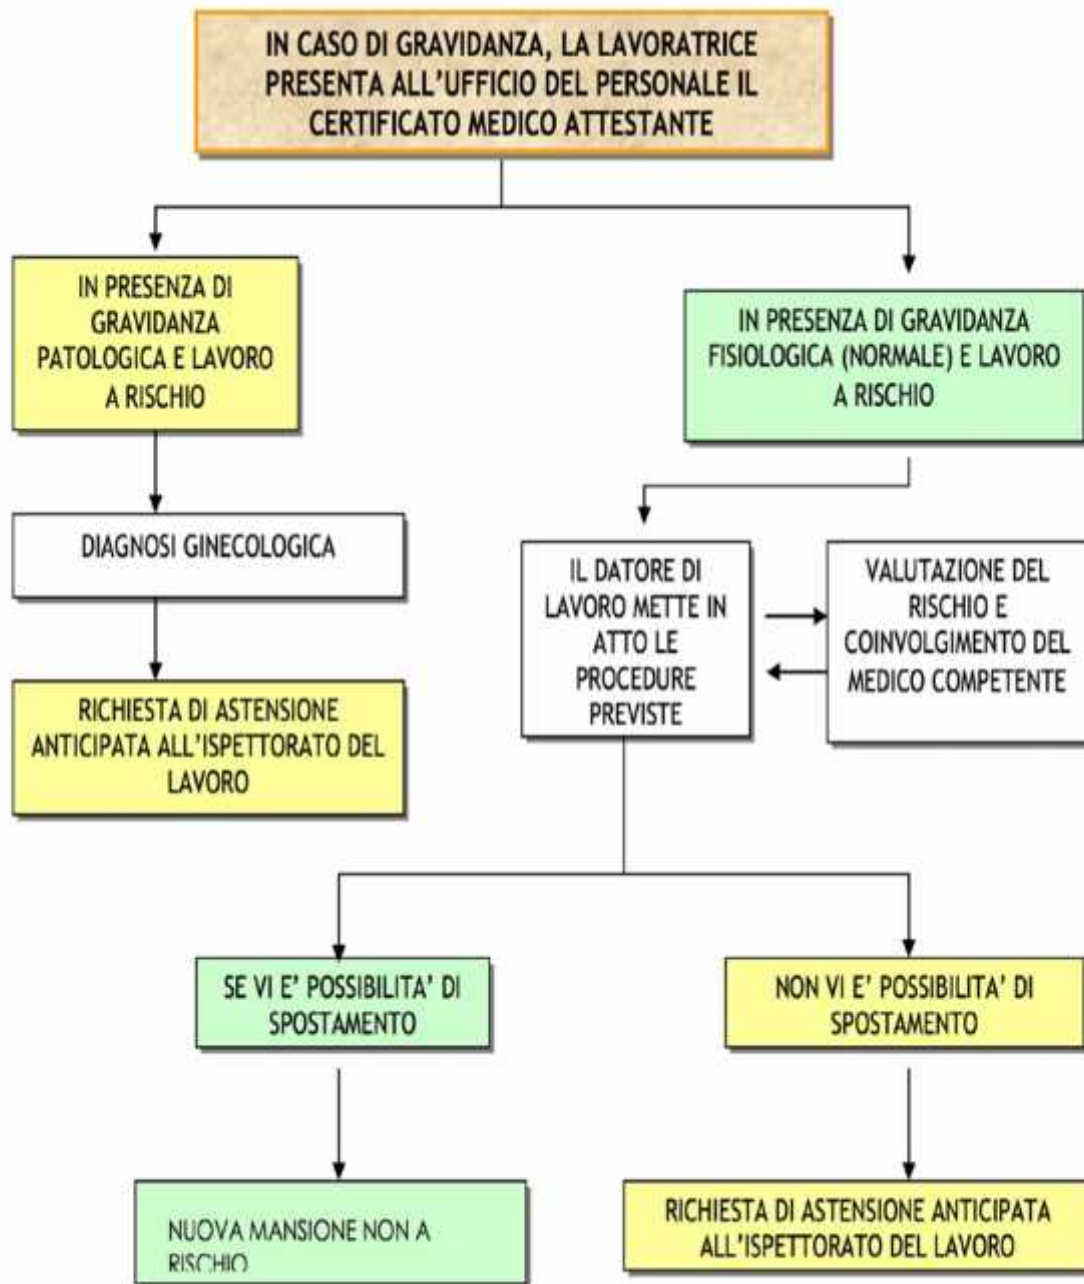 IN CASO DI GRAVIDANZA, LA LAVORATRICE
PRESENTA ALL'UFFICIO DEL PERSONALE IL
CERTIFICATO MEDICO ATTESTANTE
IN PRESENZA DI
GRAVIDANZA
PATOLOGICA E LAVORO
A RISCHIO
IN PRESENZA DI GRAVIDANZA
FISIOLOGICA (NORMALE) E LAVORO
A RISCHIO
DIAGNOSI GINECOLOGICA
RICHIESTA DI ASTENSIONE
ANTICIPATA ALL'ISPETTORATO DEL
LAVORO
IL DATORE DI
LAVORO METTE IN
ATTO LE
PROCEDURE
PREVISTE
VALUTAZIONE DEL
RISCHIO E
COINVOLGIMENTO DEL
MEDICO COMPETENTE
SE VI E' POSSIBILITA' DI
SPOSTAMENTO
NON VI E' POSSIBILITA' DI
SPOSTAMENTO
NUOVA MANSIONE NON A
RISCHIO
RICHIESTA DI ASTENSIONE ANTICIPATA
ALL'ISPETTORATO DEL LAVORO